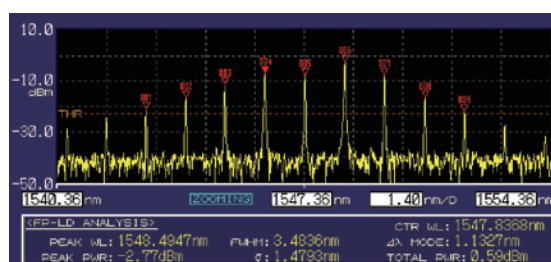 10.0
-10.0
dBm
THR
-30.0
-50.0
001 002 003 004 005 006 007 008 009
1540.36 nm ZOOMING 1547.36 nm 1.40 nm/D 1554.36 nm
<FP-LD ANALYSIS>
CTR WL: 1547.8368nm
PEAK WL: 1548.4947nm FWHM: 3.4836nm Δλ MODE: 1.1327nm
PEAK PWR: -2.77dBm σ: 1.4793nm TOTAL PWR: 0.59dBm